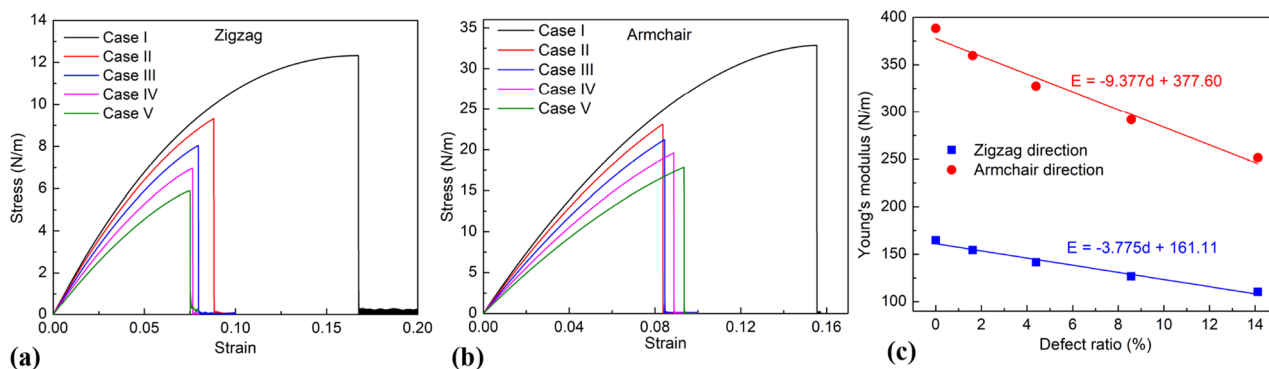 Zigzag
Case I
Case II
Case III
Case IV
Case V
14
12
10
8
6
4
2
0
Stress (N/m)
0.00
0.05
0.10
0.15
0.20
Strain
(a)
Armchair
Case I
Case II
Case III
Case IV
Case V
35
30
25
20
15
10
5
0
Stress (N/m)
0.00
0.04
0.08
0.12
0.16
Strain
(b)
400
350
300
250
200
150
100
Young's modulus (N/m)
E = -9.377d + 377.60
Zigzag direction
Armchair direction
E = -3.775d + 161.11
0
2
4
6
8
10
12
14
Defect ratio (%)
(c)